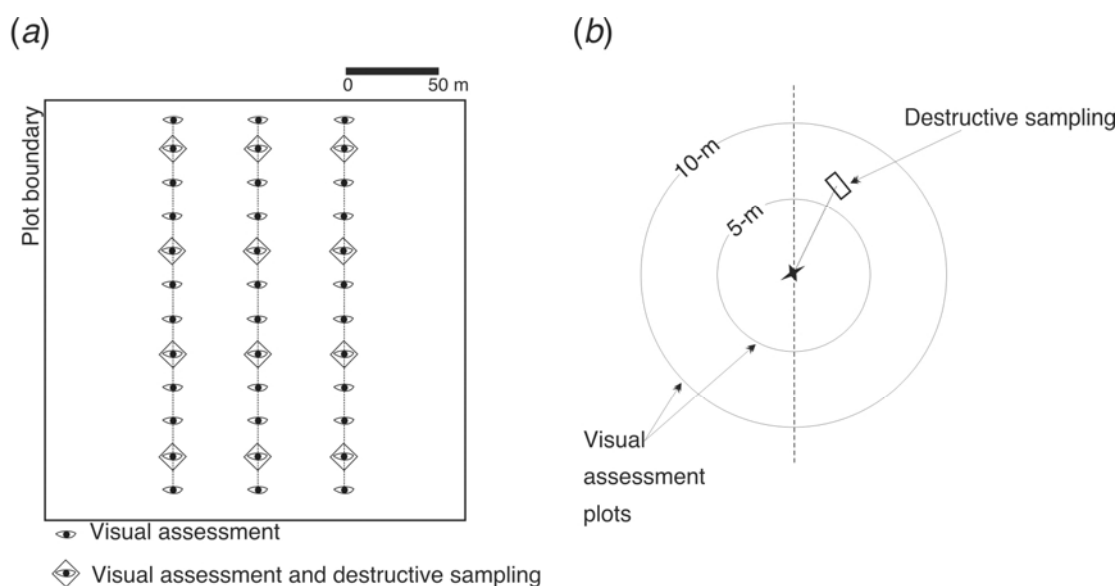 (a)
0 50 m
Plot boundary
Visual assessment
Visual assessment and destructive sampling
(b)
Destructive sampling
10-m
5-m
Visual
assessment
plots